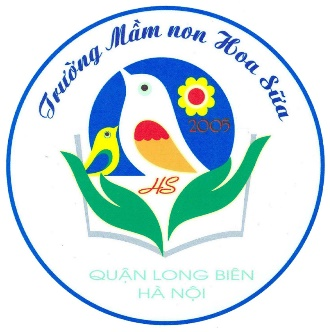 Trường Mầm non Hoa Sữa
2005
HS
QUẬN LONG BIÊN
HÀ NỘI